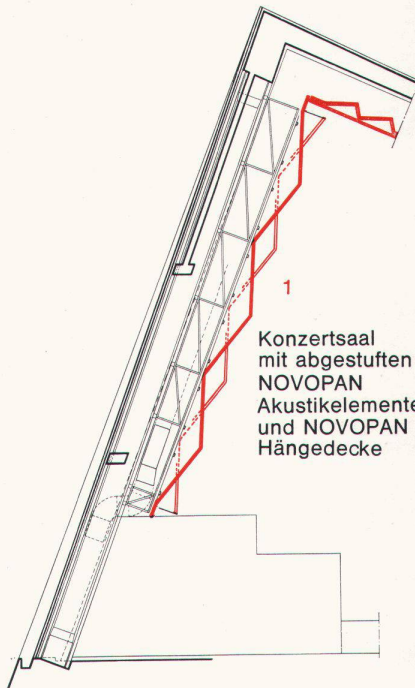 1
Konzertsaal
mit abgestuften
NOVOPAN
Akustikelemente
und NOVOPAN
Hängedecke